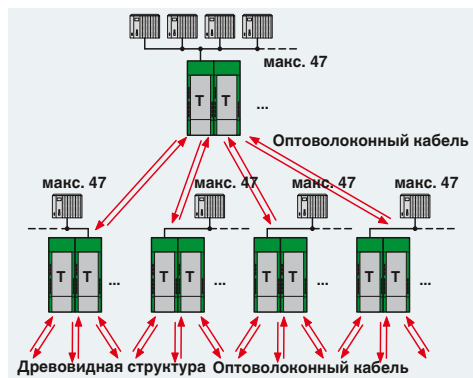 макс. 47
T T ...
Оптоволоконный кабель
макс. 47 макс. 47 макс. 47 макс. 47
T T ... T T ... T T ... T T ...
Древовидная структура Оптоволоконный кабель